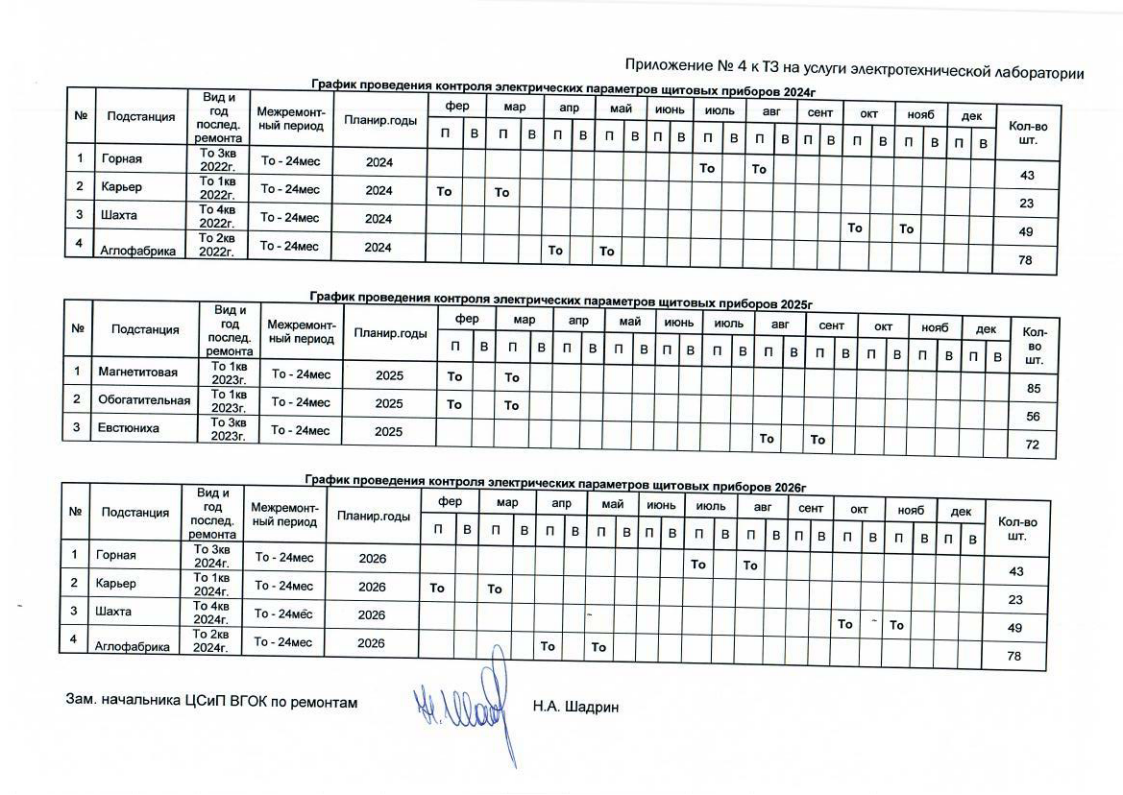 Приложение № 4 к ТЗ на услуги электротехнической лаборатории
График проведения контроля электрических параметров щитовых приборов 2024г
№ Подстанция Вид и год послед. ремонта Межремонт-ный период Планир.годы фер мар апр май июнь июль авг сент окт нояб дек Кол-во шт.
П В П В П В П В П В П В П В П В П В П В П В
1 Горная То 3кв 2022г. То - 24мес 2024 То То 43
2 Карьер То 1кв 2022г. То - 24мес 2024 То То 23
3 Шахта То 4кв 2022г. То - 24мес 2024 То То 49
4 Аглофабрика То 2кв 2022г. То - 24мес 2024 То То 78
График проведения контроля электрических параметров щитовых приборов 2025г
№ Подстанция Вид и год послед. ремонта Межремонт-ный период Планир.годы фер мар апр май июнь июль авг сент окт нояб дек Кол-во шт.
П В П В П В П В П В П В П В П В П В П В П В
1 Магнетитовая То 1кв 2023г. То - 24мес 2025 То То 85
2 Обогатительная То 1кв 2023г. То - 24мес 2025 То То 56
3 Евстюниха То 3кв 2023г. То - 24мес 2025 То То 72
График проведения контроля электрических параметров щитовых приборов 2026г
№ Подстанция Вид и год послед. ремонта Межремонт-ный период Планир.годы фер мар апр май июнь июль авг сент окт нояб дек Кол-во шт.
П В П В П В П В П В П В П В П В П В П В П В
1 Горная То 3кв 2024г. То - 24мес 2026 То То 43
2 Карьер То 1кв 2024г. То - 24мес 2026 То То 23
3 Шахта То 4кв 2024г. То - 24мес 2026 То То 49
4 Аглофабрика То 2кв 2024г. То - 24мес 2026 То То 78
Зам. начальника ЦСиП ВГОК по ремонтам Н.А. Шадрин